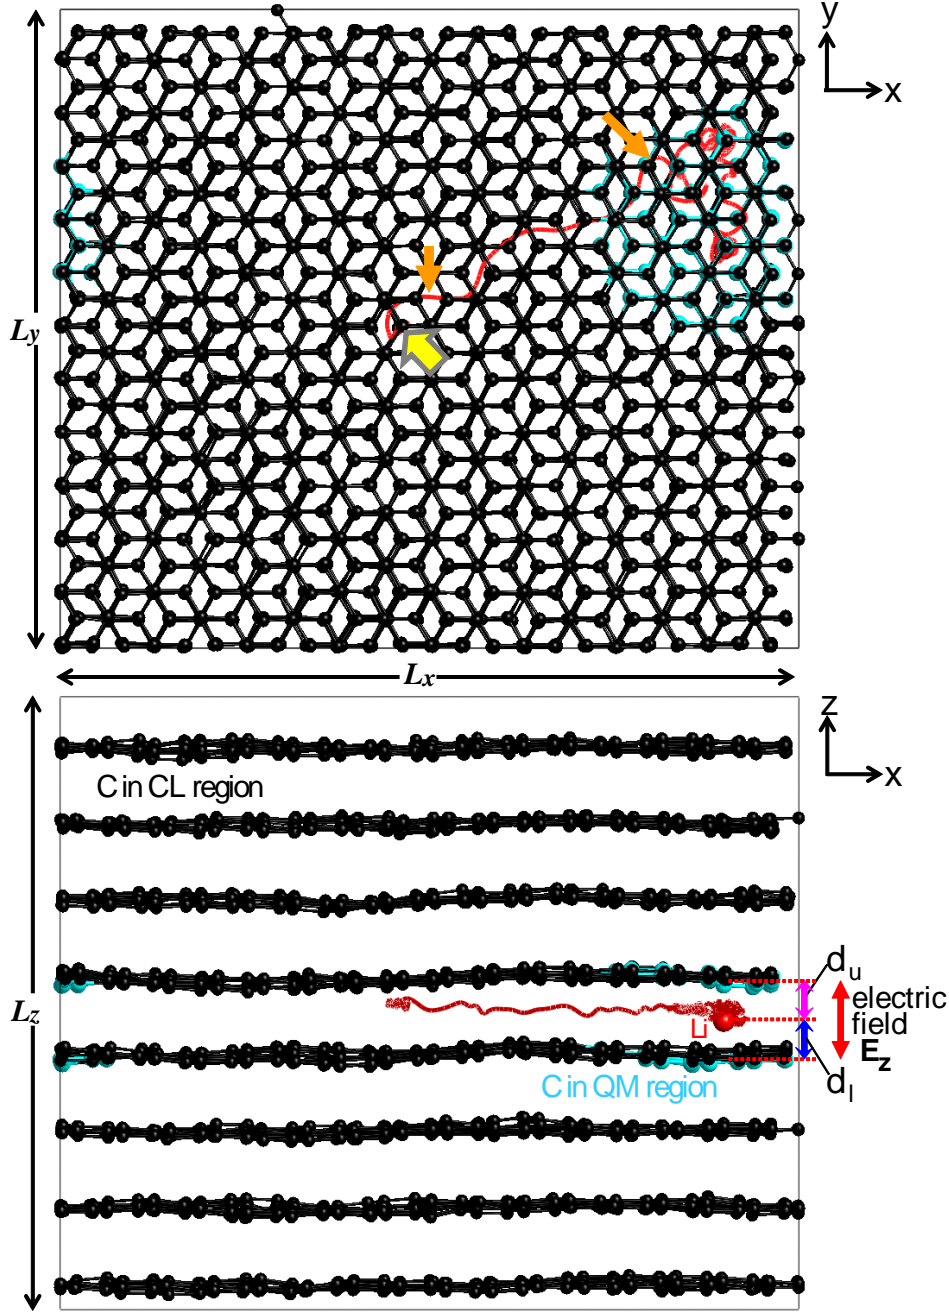 y
x
Ly
Lx
z
x
C in CL region
Lz
du
electric
field
Ez
Li
C in QM region
dl